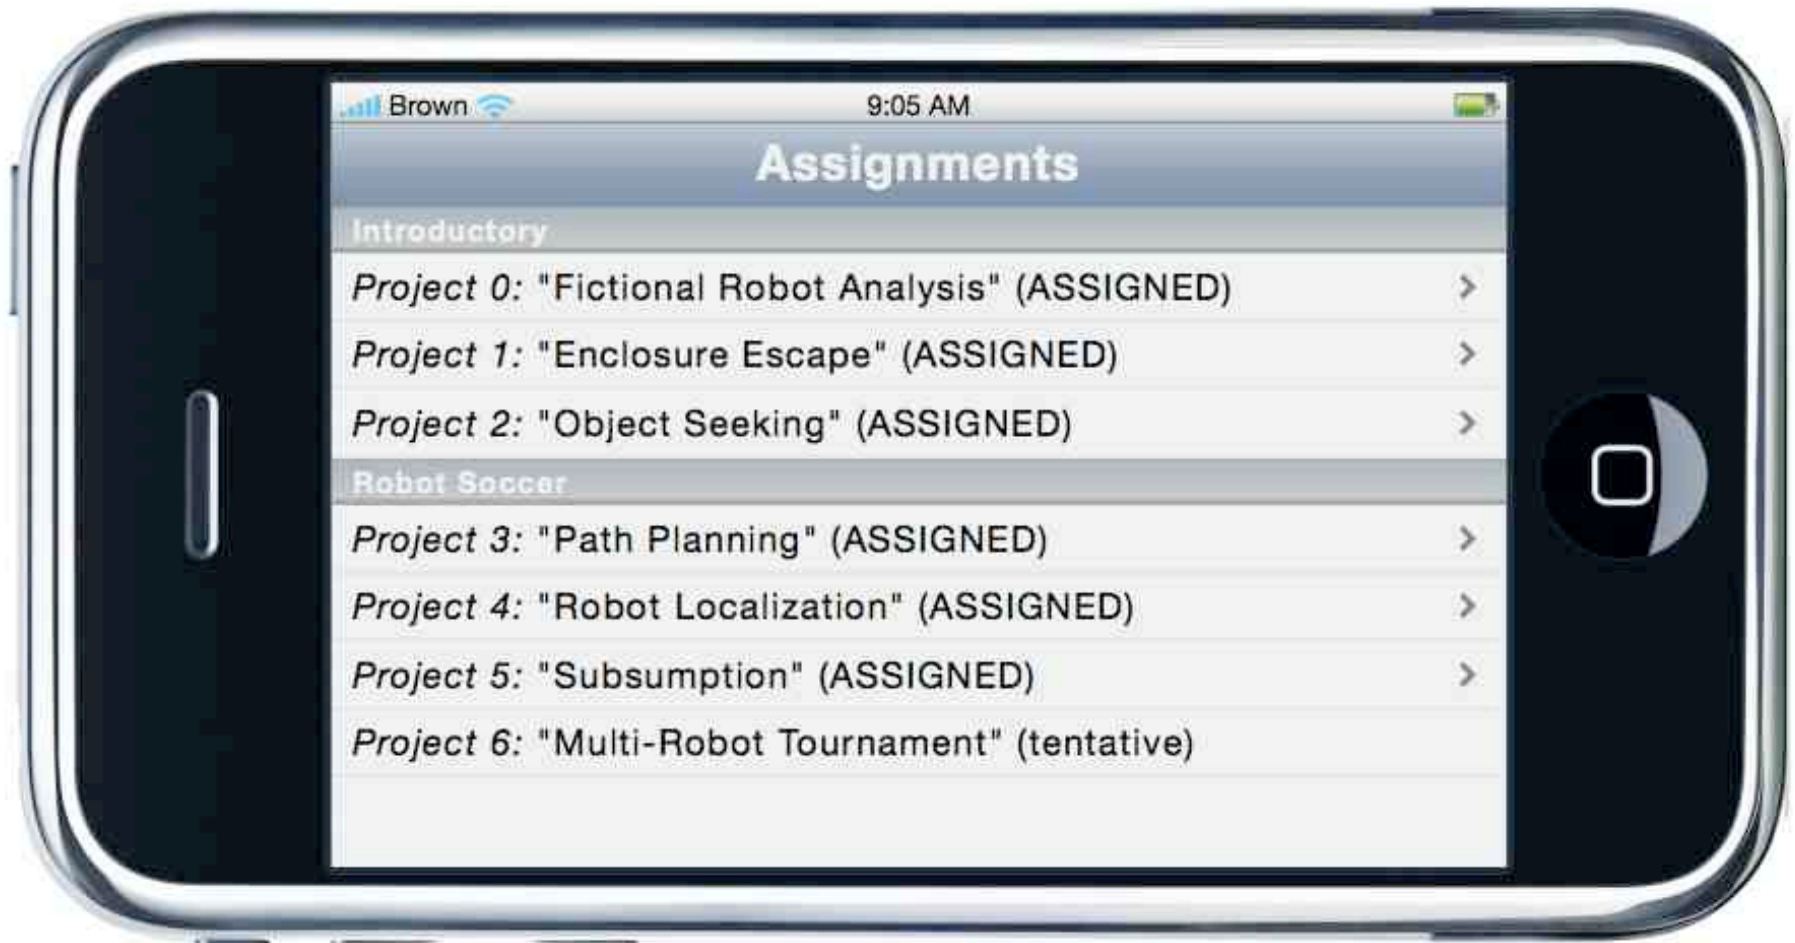 Brown
9:05 AM
Assignments
Introductory
Project 0: "Fictional Robot Analysis" (ASSIGNED)
Project 1: "Enclosure Escape" (ASSIGNED)
Project 2: "Object Seeking" (ASSIGNED)
Robot Soccer
Project 3: "Path Planning" (ASSIGNED)
Project 4: "Robot Localization" (ASSIGNED)
Project 5: "Subsumption" (ASSIGNED)
Project 6: "Multi-Robot Tournament" (tentative)